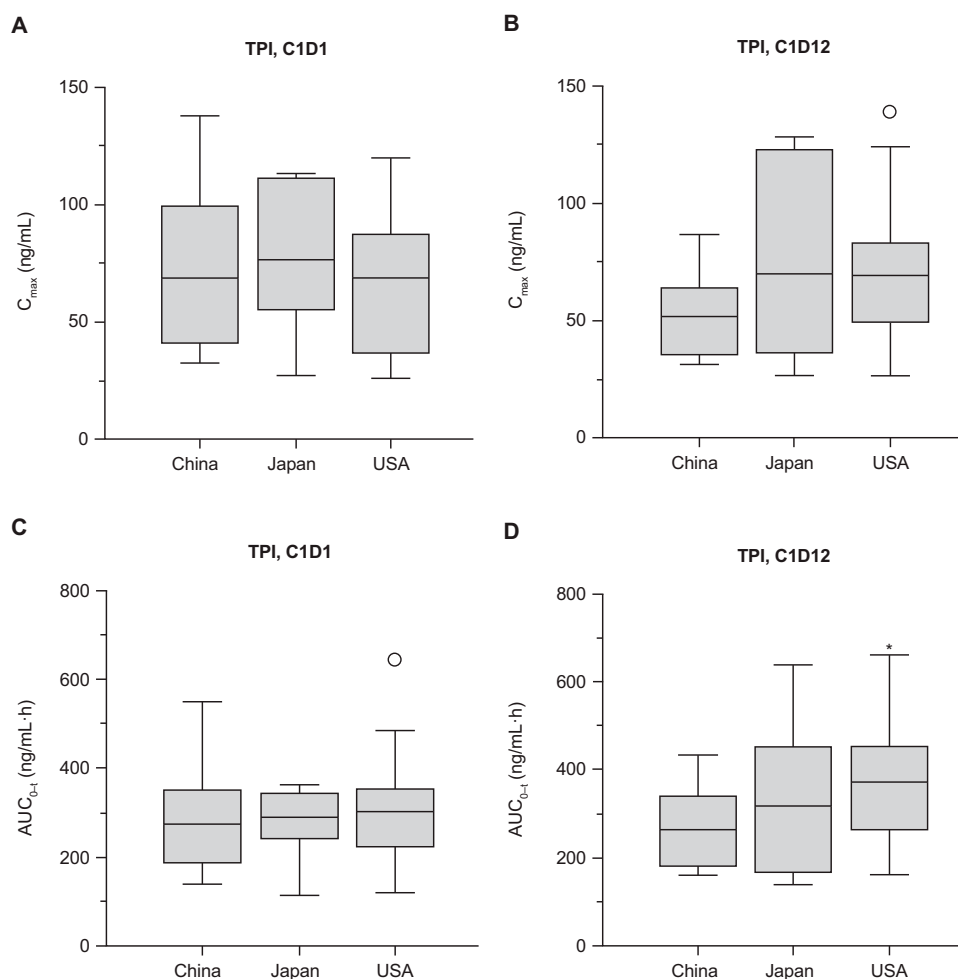 A
TPI, C1D1
150
100
50
0
Cmax (ng/mL)
China Japan USA
B
TPI, C1D12
150
100
50
0
Cmax (ng/mL)
China Japan USA
C
TPI, C1D1
800
600
400
200
0
AUC0–t (ng/mL·h)
China Japan USA
D
TPI, C1D12
800
600
400
200
0
AUC0–t (ng/mL·h)
*
China Japan USA